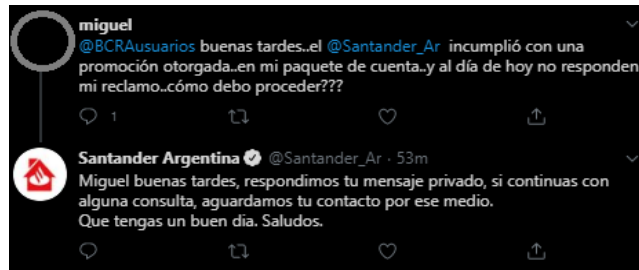 miguel
@BCRAusuarios buenas tardes..el @Santander_Ar incumplió con una
promoción otorgada..en mi paquete de cuenta..y al día de hoy no responden
mi reclamo..cómo debo proceder???
1
Santander Argentina @Santander_Ar · 53m
Miguel buenas tardes, respondimos tu mensaje privado, si continuas con
alguna consulta, aguardamos tu contacto por ese medio.
Que tengas un buen dia. Saludos.